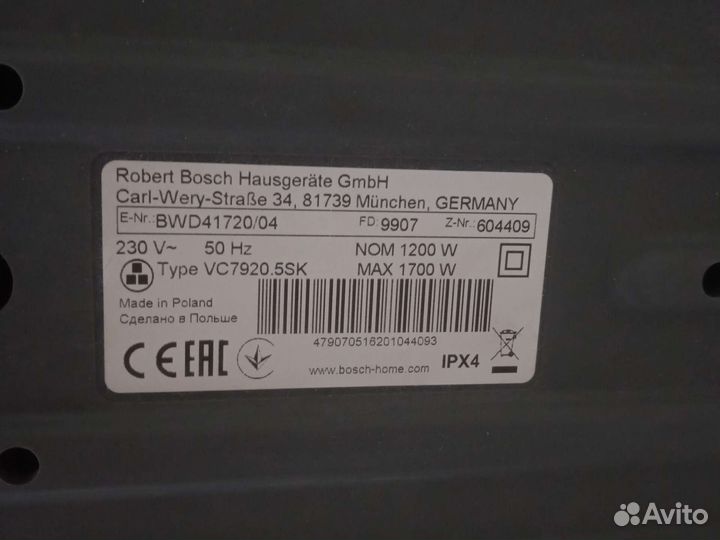 Robert Bosch Hausgeräte GmbH
Carl-Wery-Straße 34, 81739 München, GERMANY
E-Nr.: BWD41720/04 FD 9907 Z-Nr.: 604409
230 V~ 50 Hz NOM 1200 W
Type VC7920.5SK MAX 1700 W
Made in Poland
Сделано в Польше
479070516201044093
CE EAC
www.bosch-home.com IPX4
Avito